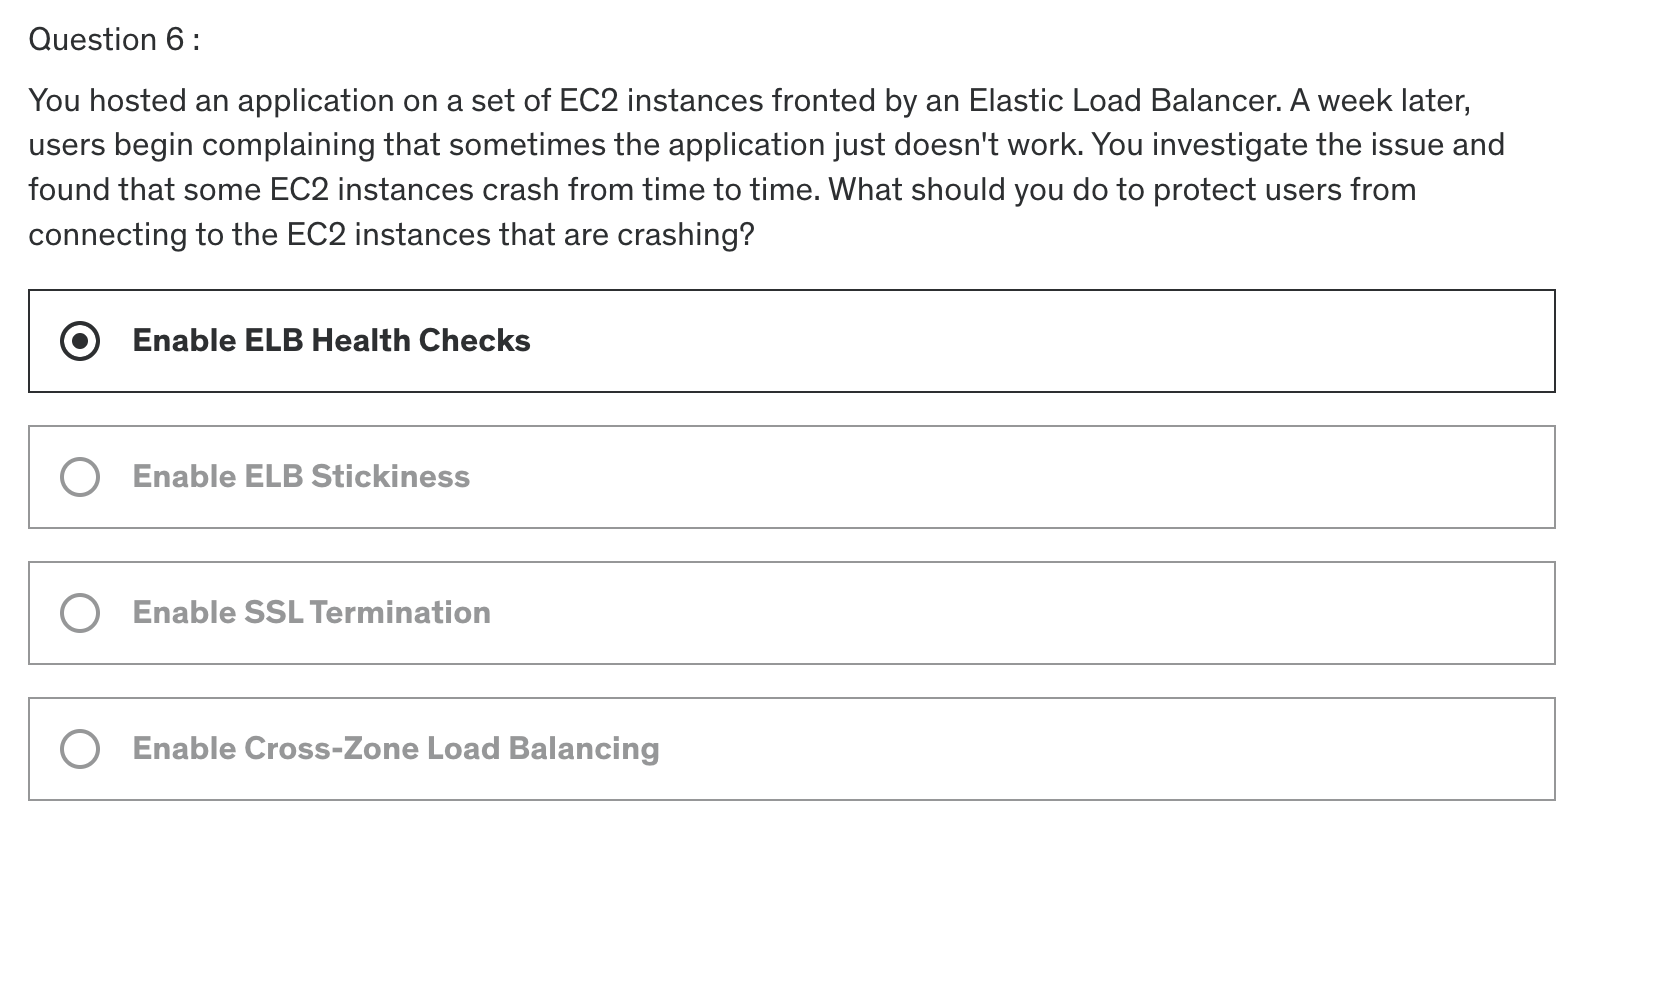 Question 6 :
You hosted an application on a set of EC2 instances fronted by an Elastic Load Balancer. A week later,
users begin complaining that sometimes the application just doesn't work. You investigate the issue and
found that some EC2 instances crash from time to time. What should you do to protect users from
connecting to the EC2 instances that are crashing?
Enable ELB Health Checks
Enable ELB Stickiness
Enable SSL Termination
Enable Cross-Zone Load Balancing